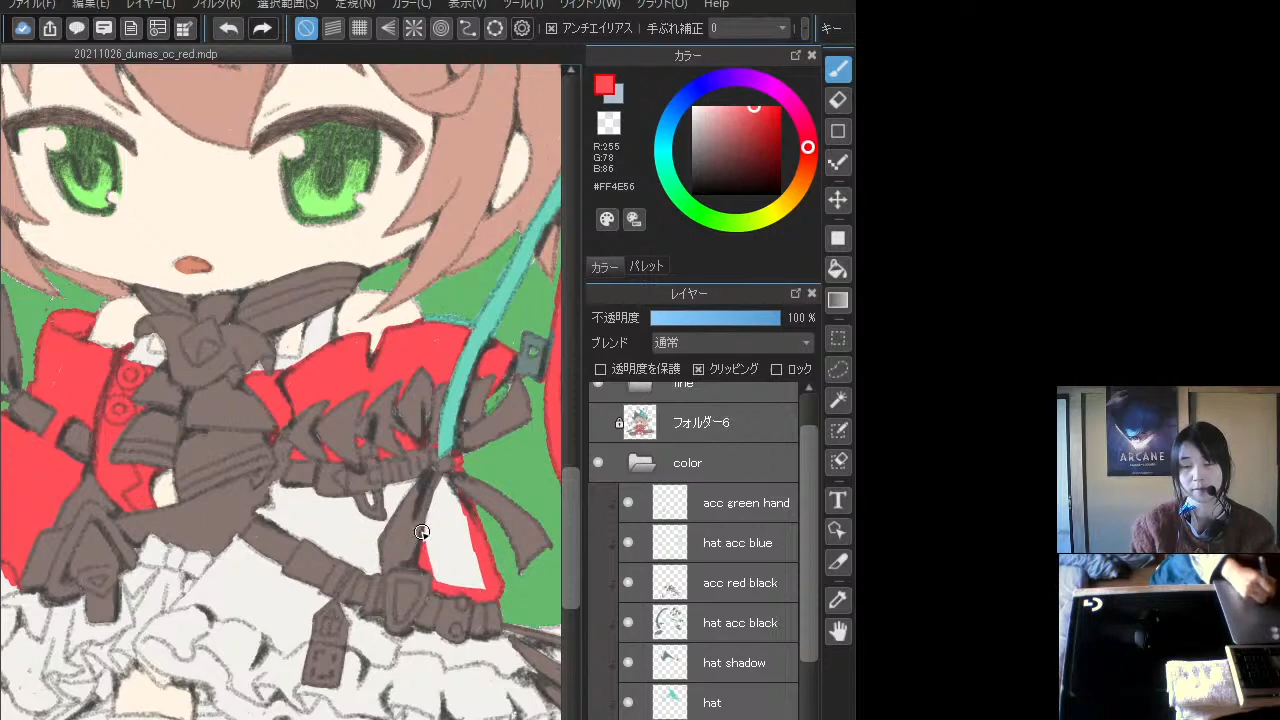 ファイル(F) 編集(E) レイヤー(L) フィルタ(R) 選択範囲(S) 定規(N) カラー(C) 表示(V) ツール(T) ウィンドウ(W) クラウド(O) Help
アンチエイリアス 手ぶれ補正 0 キー
20211026_dumas_oc_red.mdp
カラー
R:255
G:78
B:86
#FF4E56
カラー パレット
レイヤー
不透明度 100 %
ブレンド 通常
透明度を保護 クリッピング ロック
line
フォルダー6
color
acc green hand
hat acc blue
acc red black
hat acc black
hat shadow
hat
ARCANE